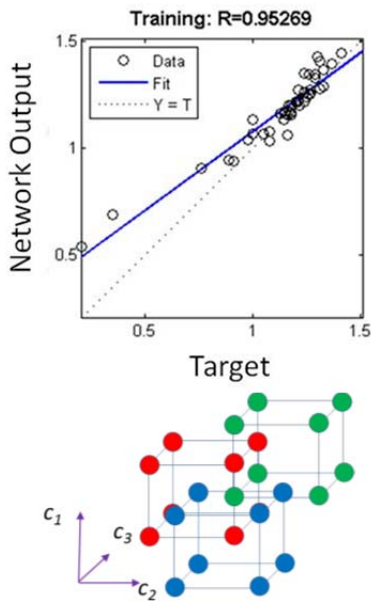 Training: R=0.95269
Data
Fit
Y = T
1.5
1
0.5
Network Output
0.5
1
1.5
Target
c1
c3
c2